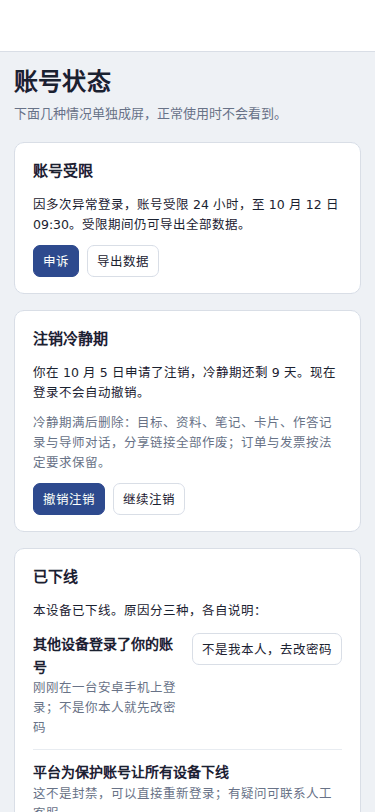 账号状态
下面几种情况单独成屏，正常使用时不会看到。
账号受限
因多次异常登录，账号受限 24 小时，至 10 月 12 日
09:30。受限期间仍可导出全部数据。
申诉
导出数据
注销冷静期
你在 10 月 5 日申请了注销，冷静期还剩 9 天。现在
登录不会自动撤销。
冷静期满后删除：目标、资料、笔记、卡片、作答记
录与导师对话，分享链接全部作废；订单与发票按法
定要求保留。
撤销注销
继续注销
已下线
本设备已下线。原因分三种，各自说明：
其他设备登录了你的账
号
不是我本人，去改密码
刚刚在一台安卓手机上登
录；不是你本人就先改密
码
平台为保护账号让所有设备下线
这不是封禁，可以直接重新登录；有疑问可联系人工